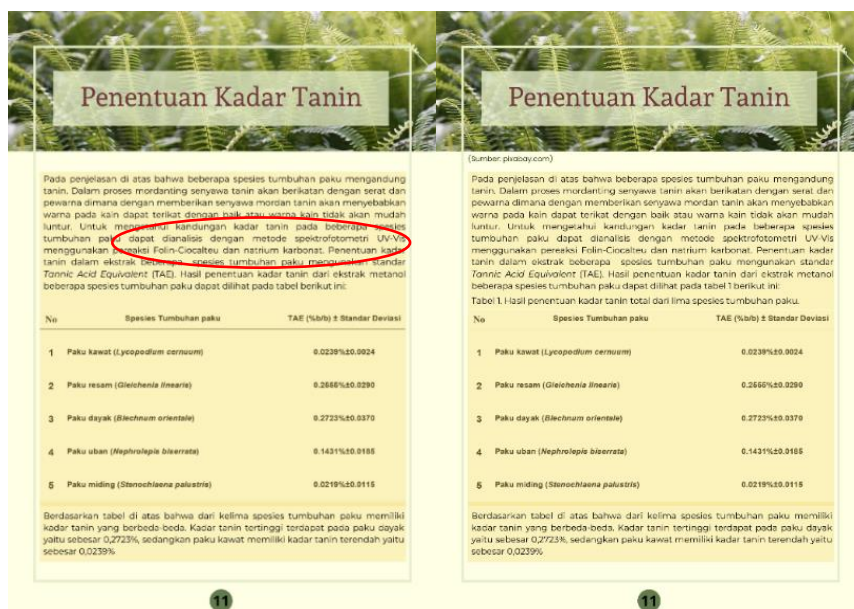 Penentuan Kadar Tanin
Pada penjelasan di atas bahwa beberapa spesies tumbuhan paku mengandung
tanin. Dalam proses mordanting senyawa tanin akan berikatan dengan serat dan
pewarna dimana dengan memberikan senyawa mordan tanin akan menyebabkan
warna pada kain dapat terikat dengan baik atau warna kain tidak akan mudah
luntur. Untuk mengetahui kandungan kadar tanin pada beberapa spesies
tumbuhan paku dapat dianalisis dengan metode spektrofotometri UV-Vis
menggunakan pereaksi Folin-Ciocalteu dan natrium karbonat. Penentuan kadar
tanin dalam ekstrak beberapa spesies tumbuhan paku mengunakan standar
Tannic Acid Equivalent (TAE). Hasil penentuan kadar tanin dari ekstrak metanol
beberapa spesies tumbuhan paku dapat dilihat pada tabel berikut ini:
No Spesies Tumbuhan paku TAE (%b/b) ± Standar Deviasi
1 Paku kawat (Lycopodium cernuum) 0.0239%±0.0024
2 Paku resam (Gleichenia linearis) 0.2555%±0.0290
3 Paku dayak (Blechnum orientale) 0.2723%±0.0370
4 Paku uban (Nephrolepis biserrata) 0.1431%±0.0185
5 Paku miding (Stenochlaena palustris) 0.0219%±0.0115
Berdasarkan tabel di atas bahwa dari kelima spesies tumbuhan paku memiliki
kadar tanin yang berbeda-beda. Kadar tanin tertinggi terdapat pada paku dayak
yaitu sebesar 0,2723%, sedangkan paku kawat memiliki kadar tanin terendah yaitu
sebesar 0,0239%
11
Penentuan Kadar Tanin
(Sumber: pixabay.com)
Pada penjelasan di atas bahwa beberapa spesies tumbuhan paku mengandung
tanin. Dalam proses mordanting senyawa tanin akan berikatan dengan serat dan
pewarna dimana dengan memberikan senyawa mordan tanin akan menyebabkan
warna pada kain dapat terikat dengan baik atau warna kain tidak akan mudah
luntur. Untuk mengetahui kandungan kadar tanin pada beberapa spesies
tumbuhan paku dapat dianalisis dengan metode spektrofotometri UV-Vis
menggunakan pereaksi Folin-Ciocalteu dan natrium karbonat. Penentuan kadar
tanin dalam ekstrak beberapa spesies tumbuhan paku mengunakan standar
Tannic Acid Equivalent (TAE). Hasil penentuan kadar tanin dari ekstrak metanol
beberapa spesies tumbuhan paku dapat dilihat pada tabel 1 berikut ini:
Tabel 1. Hasil penentuan kadar tanin total dari lima spesies tumbuhan paku.
No Spesies Tumbuhan paku TAE (%b/b) ± Standar Deviasi
1 Paku kawat (Lycopodium cernuum) 0.0239%±0.0024
2 Paku resam (Gleichenia linearis) 0.2555%±0.0290
3 Paku dayak (Blechnum orientale) 0.2723%±0.0370
4 Paku uban (Nephrolepis biserrata) 0.1431%±0.0185
5 Paku miding (Stenochlaena palustris) 0.0219%±0.0115
Berdasarkan tabel di atas bahwa dari kelima spesies tumbuhan paku memiliki
kadar tanin yang berbeda-beda. Kadar tanin tertinggi terdapat pada paku dayak
yaitu sebesar 0,2723%, sedangkan paku kawat memiliki kadar tanin terendah yaitu
sebesar 0,0239%
11